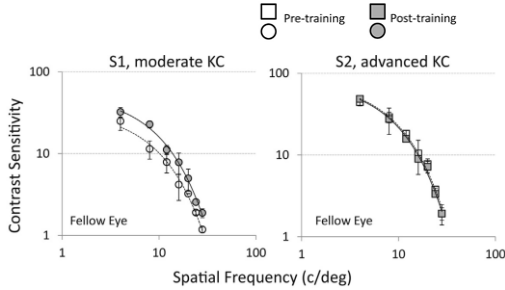 Pre-training Post-training
S1, moderate KC
S2, advanced KC
Contrast Sensitivity
100
10
1
Fellow Eye
1 10 100
100
10
1
Fellow Eye
1 10 100
Spatial Frequency (c/deg)